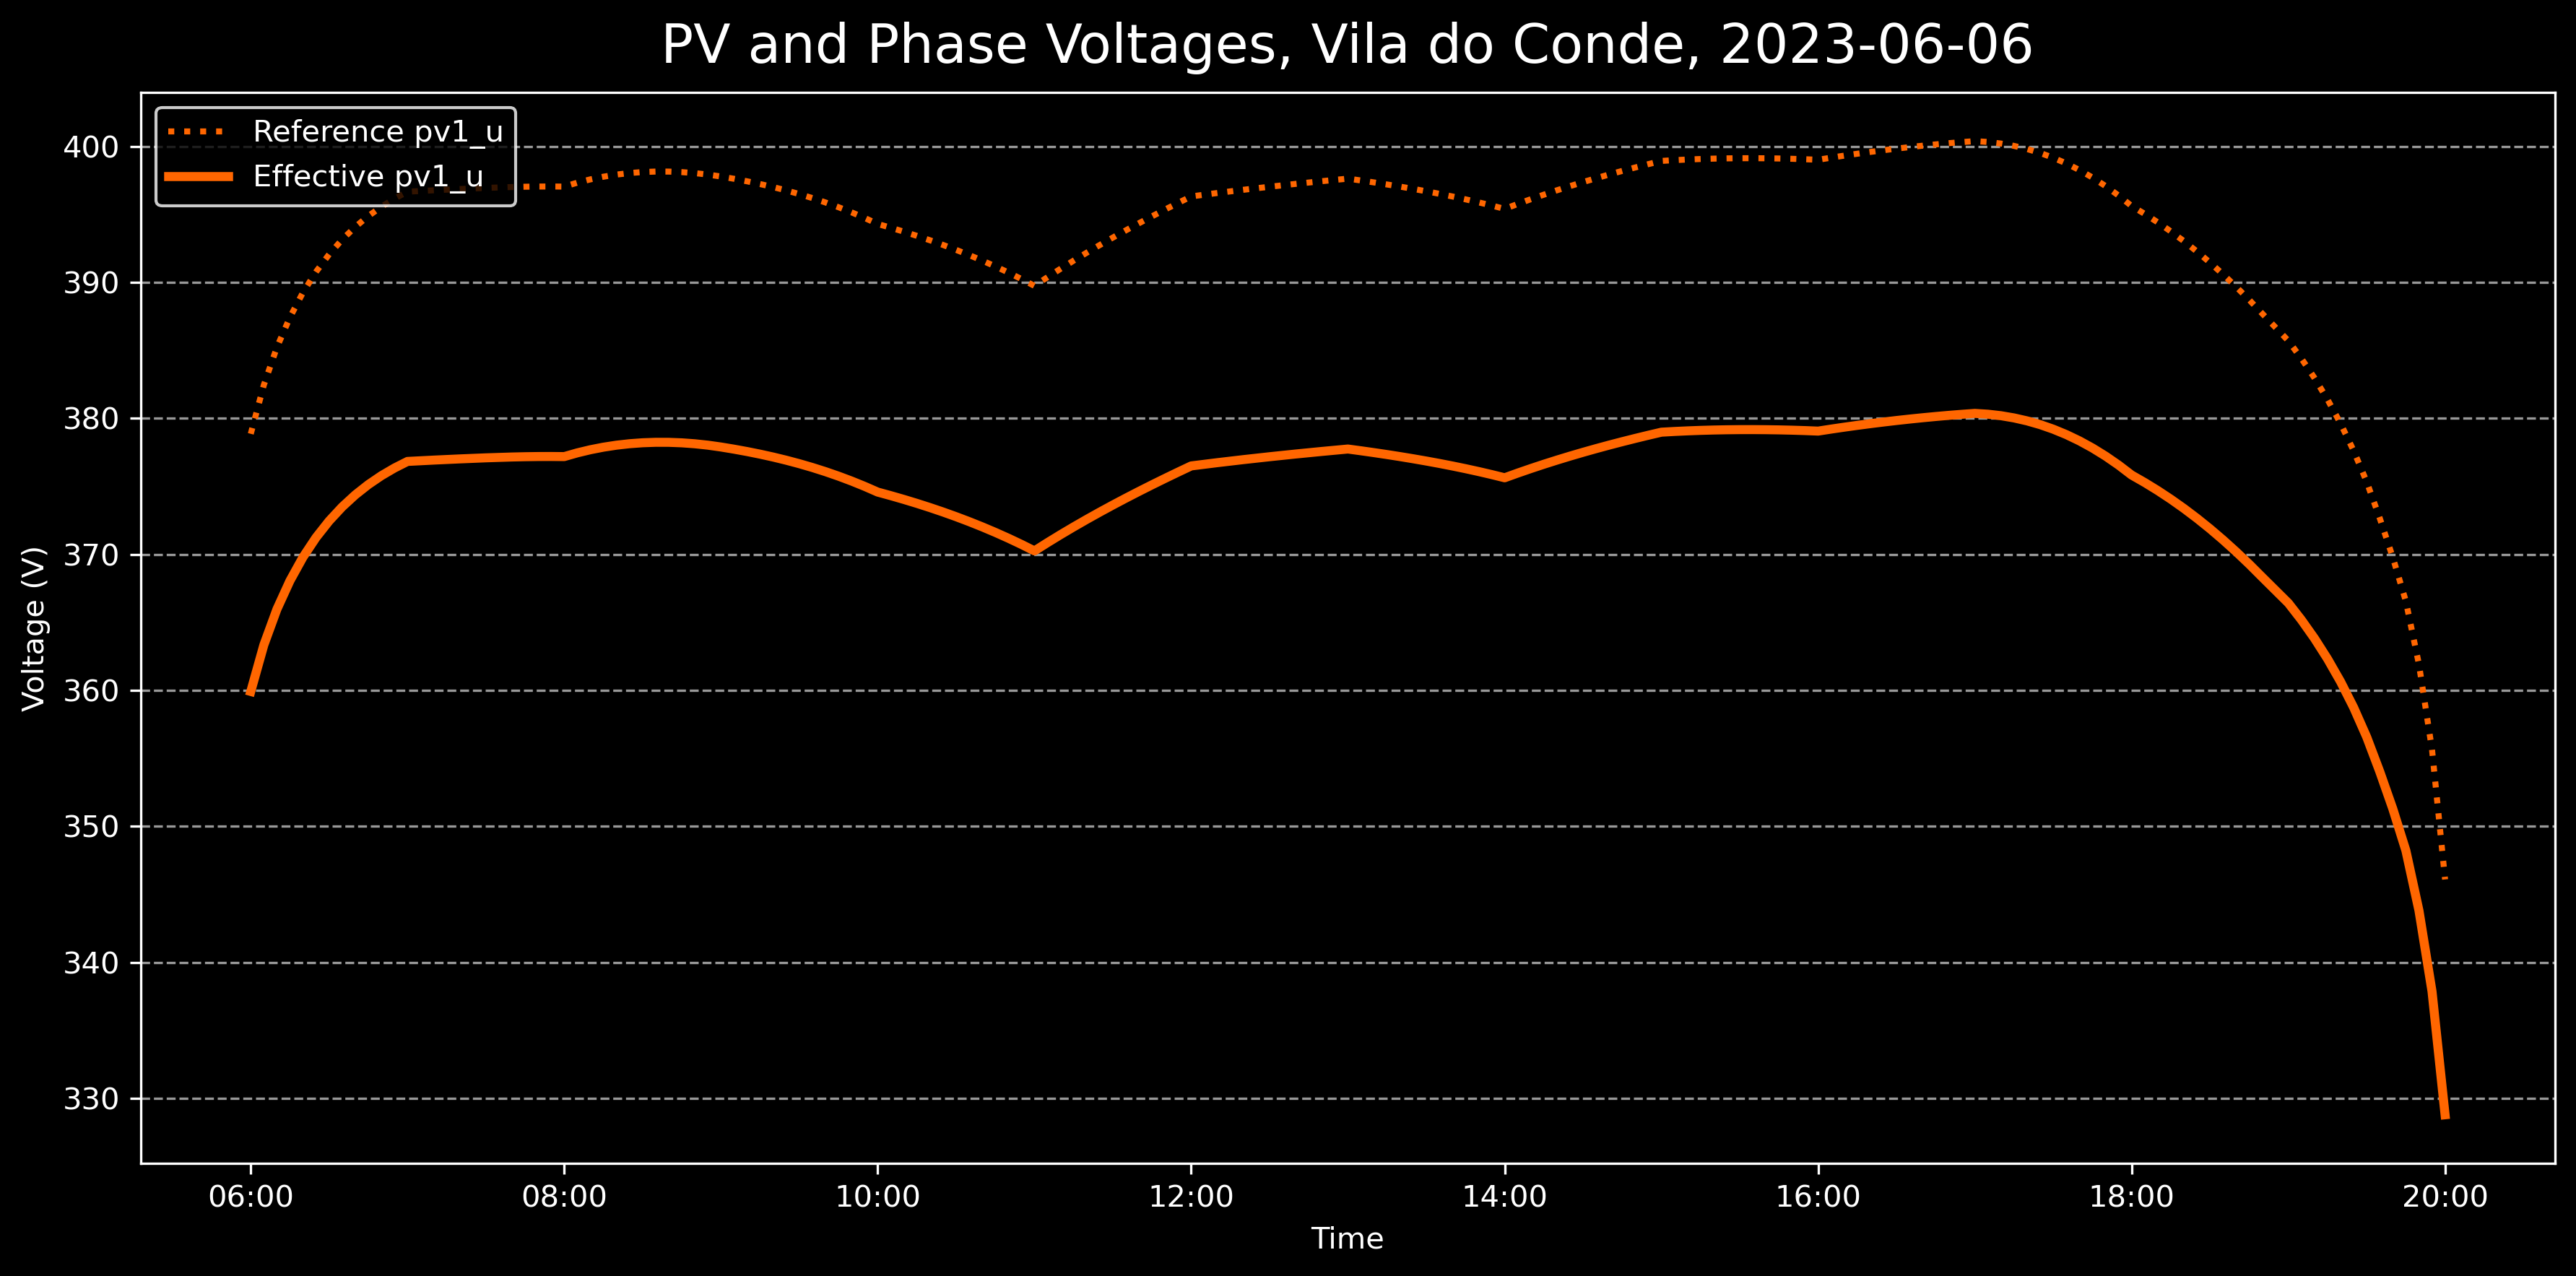 PV and Phase Voltages, Vila do Conde, 2023-06-06
Reference pv1_u
Effective pv1_u
400
390
380
370
360
350
340
330
Voltage (V)
06:00 08:00 10:00 12:00 14:00 16:00 18:00 20:00
Time